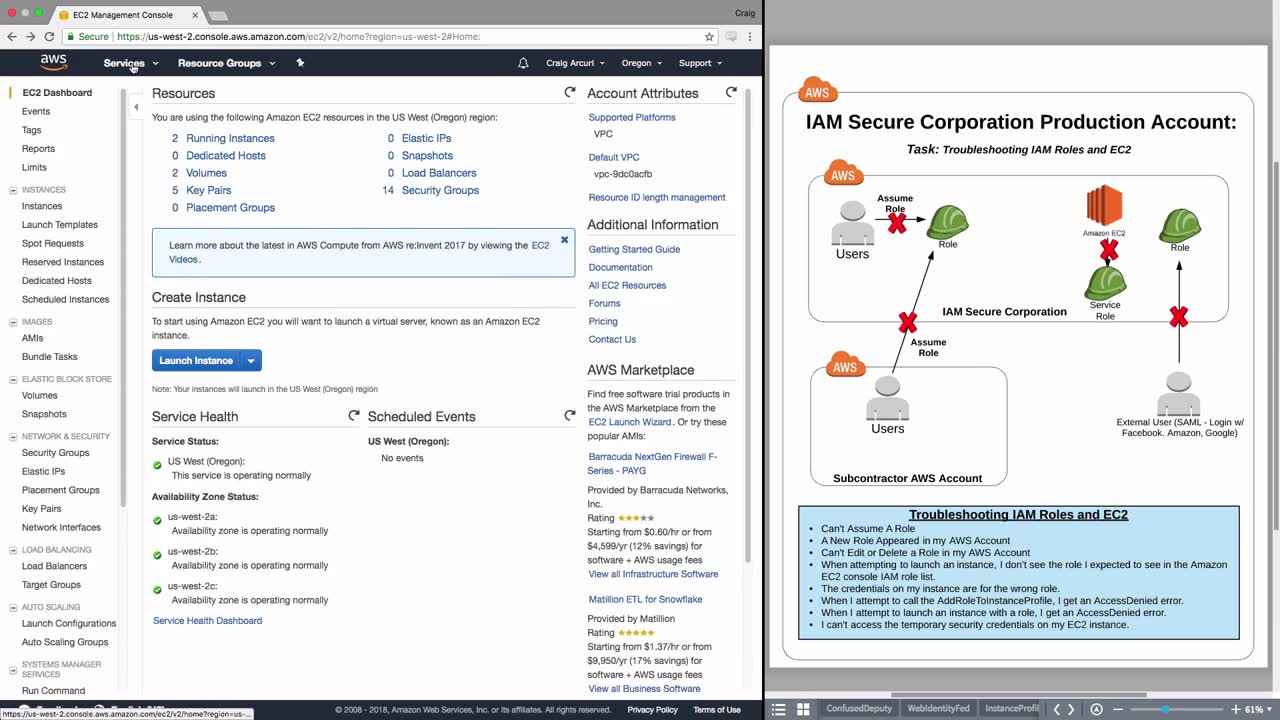 EC2 Management Console
Craig
Secure
https://us-west-2.console.aws.amazon.com/ec2/v2/home?region=us-west-2#Home:
aws
Services
Resource Groups
Craig Arcuri
Oregon
Support
EC2 Dashboard
Events
Tags
Reports
Limits
INSTANCES
Instances
Launch Templates
Spot Requests
Reserved Instances
Dedicated Hosts
Scheduled Instances
IMAGES
AMIs
Bundle Tasks
ELASTIC BLOCK STORE
Volumes
Snapshots
NETWORK & SECURITY
Security Groups
Elastic IPs
Placement Groups
Key Pairs
Network Interfaces
LOAD BALANCING
Load Balancers
Target Groups
AUTO SCALING
Launch Configurations
Auto Scaling Groups
SYSTEMS MANAGER
SERVICES
Run Command
https://us-west-2.console.aws.amazon.com/ec2/v2/home?region=us-...
Resources
You are using the following Amazon EC2 resources in the US West (Oregon) region:
2 Running Instances
0 Elastic IPs
0 Dedicated Hosts
0 Snapshots
2 Volumes
0 Load Balancers
5 Key Pairs
14 Security Groups
0 Placement Groups
Learn more about the latest in AWS Compute from AWS re:Invent 2017 by viewing the EC2
Videos.
Create Instance
To start using Amazon EC2 you will want to launch a virtual server, known as an Amazon EC2
instance.
Launch Instance
Note: Your instances will launch in the US West (Oregon) region
Service Health
Service Status:
US West (Oregon):
This service is operating normally
Availability Zone Status:
us-west-2a:
Availability zone is operating normally
us-west-2b:
Availability zone is operating normally
us-west-2c:
Availability zone is operating normally
Service Health Dashboard
Scheduled Events
US West (Oregon):
No events
Account Attributes
Supported Platforms
VPC
Default VPC
vpc-9dc0acfb
Resource ID length management
Additional Information
Getting Started Guide
Documentation
All EC2 Resources
Forums
Pricing
Contact Us
AWS Marketplace
Find free software trial products in
the AWS Marketplace from the
EC2 Launch Wizard. Or try these
popular AMIs:
Barracuda NextGen Firewall F-
Series - PAYG
Provided by Barracuda Networks,
Inc.
Rating
Starting from $0.60/hr or from
$4,599/yr (12% savings) for
software + AWS usage fees
View all Infrastructure Software
Matillion ETL for Snowflake
Provided by Matillion
Rating
Starting from $1.37/hr or from
$9,950/yr (17% savings) for
software + AWS usage fees
View all Business Software
© 2008 - 2018, Amazon Web Services, Inc. or its affiliates. All rights reserved.
Privacy Policy
Terms of Use
AWS
IAM Secure Corporation Production Account:
Task: Troubleshooting IAM Roles and EC2
AWS
Users
Assume
Role
Role
Amazon EC2
Service
Role
Role
IAM Secure Corporation
Assume
Role
AWS
Users
Subcontractor AWS Account
External User (SAML - Login w/
Facebook. Amazon, Google)
Troubleshooting IAM Roles and EC2
• Can't Assume A Role
• A New Role Appeared in my AWS Account
• Can't Edit or Delete a Role in my AWS Account
• When attempting to launch an instance, I don't see the role I expected to see in the Amazon
EC2 console IAM role list.
• The credentials on my instance are for the wrong role.
• When I attempt to call the AddRoleToInstanceProfile, I get an AccessDenied error.
• When I attempt to launch an instance with a role, I get an AccessDenied error.
• I can't access the temporary security credentials on my EC2 instance.
ConfusedDeputy
WebIdentityFed
InstanceProfil
61%